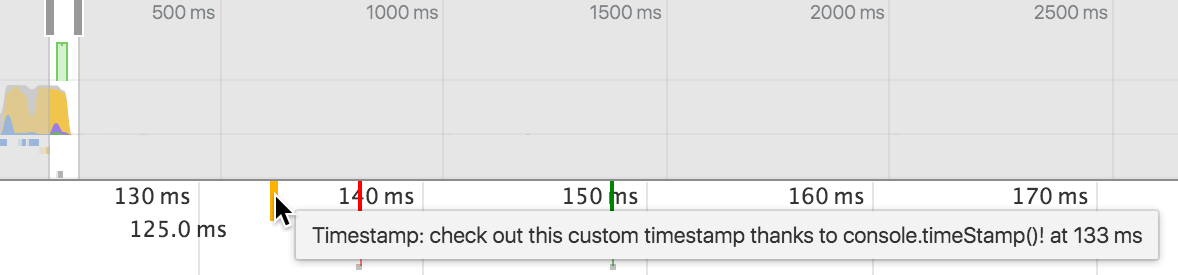 500 ms 1000 ms 1500 ms 2000 ms 2500 ms
130 ms 140 ms 150 ms 160 ms 170 ms
125.0 ms
Timestamp: check out this custom timestamp thanks to console.timeStamp()! at 133 ms